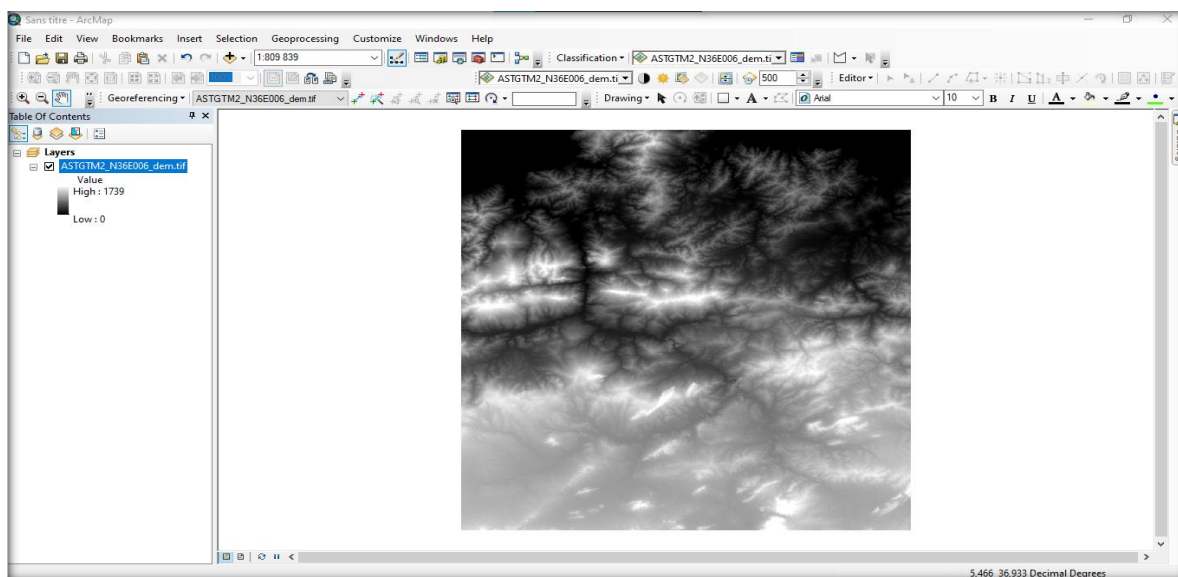 Sans titre - ArcMap
File Edit View Bookmarks Insert Selection Geoprocessing Customize Windows Help
1:809 839 Classification ASTGTM2_N36E006_dem.ti
ASTGTM2_N36E006_dem.ti 500 Editor
Georeferencing ASTGTM2_N36E006_dem.tif Drawing A Arial 10 B I U A
Table Of Contents
Layers
ASTGTM2_N36E006_dem.tif
Value
High : 1739
Low : 0
5,466 36,933 Decimal Degrees